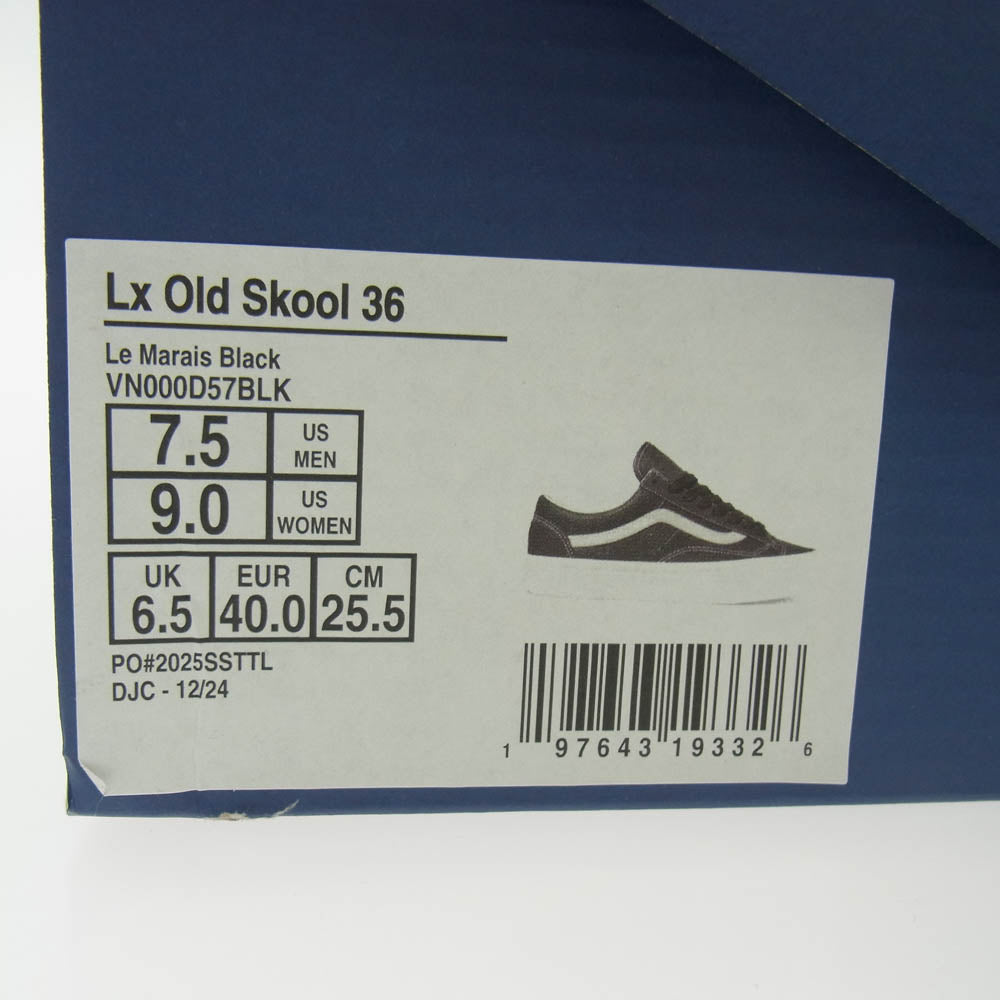 Lx Old Skool 36
Le Marais Black
VN000D57BLK
7.5 US MEN
9.0 US WOMEN
UK EUR CM
6.5 40.0 25.5
PO#2025SSTTL
DJC - 12/24
1 97643 19332 6